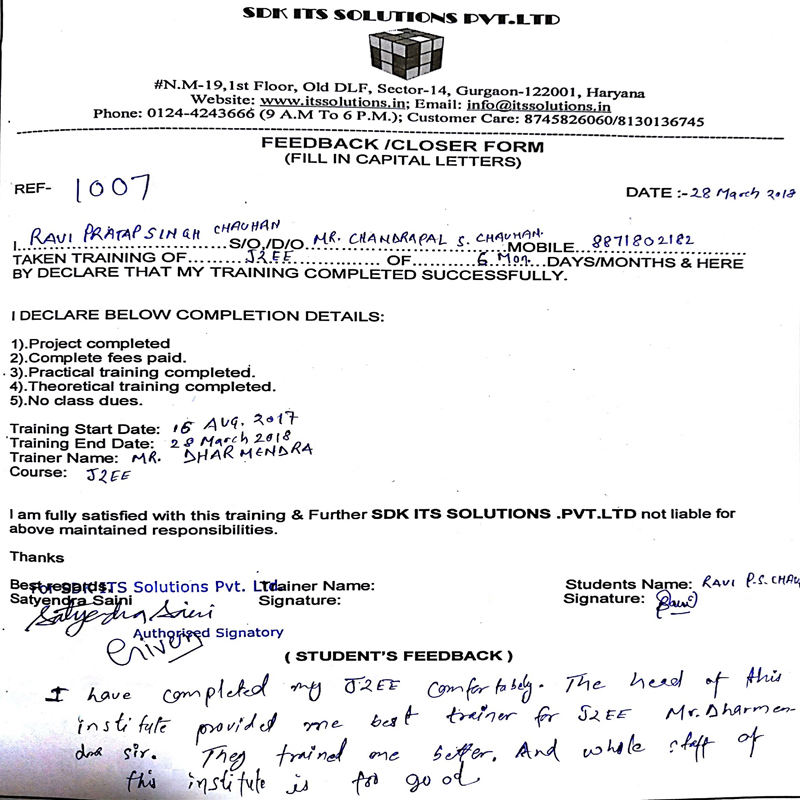 SDK ITS SOLUTIONS PVT.LTD
#N.M-19,1st Floor, Old DLF, Sector-14, Gurgaon-122001, Haryana
Website: www.itssolutions.in; Email: info@itssolutions.in
Phone: 0124-4243666 (9 A.M To 6 P.M.); Customer Care: 8745826060/8130136745
FEEDBACK /CLOSER FORM
(FILL IN CAPITAL LETTERS)
REF- 1007
DATE :- 28 March 2018
I RAVI PRATAP SINGH CHAUHAN S/O,/D/O. MR. CHANDRAPAL S. CHAUHAN. MOBILE 8871802182
TAKEN TRAINING OF J2EE OF 6 Mon. DAYS/MONTHS & HERE
BY DECLARE THAT MY TRAINING COMPLETED SUCCESSFULLY.
I DECLARE BELOW COMPLETION DETAILS:
1).Project completed
2).Complete fees paid.
3).Practical training completed.
4).Theoretical training completed.
5).No class dues.
Training Start Date: 16 AUG. 2017
Training End Date: 28 March 2018
Trainer Name: MR. DHARMENDRA
Course: J2EE
I am fully satisfied with this training & Further SDK ITS SOLUTIONS .PVT.LTD not liable for
above maintained responsibilities.
Thanks
Best regards. For SDK ITS Solutions Pvt. Ltd. Trainer Name: Students Name: RAVI P.S. CHAU
Satyendra Saini Signature: Signature: Ravi
Satyendra Saini
Authorised Signatory
Given
( STUDENT'S FEEDBACK )
I have completed my J2EE comfortabely. The head of this
institute provided me best trainer for J2EE Mr. Dharmen-
dra sir. They trained me better. And whole staff of
this institute is too good